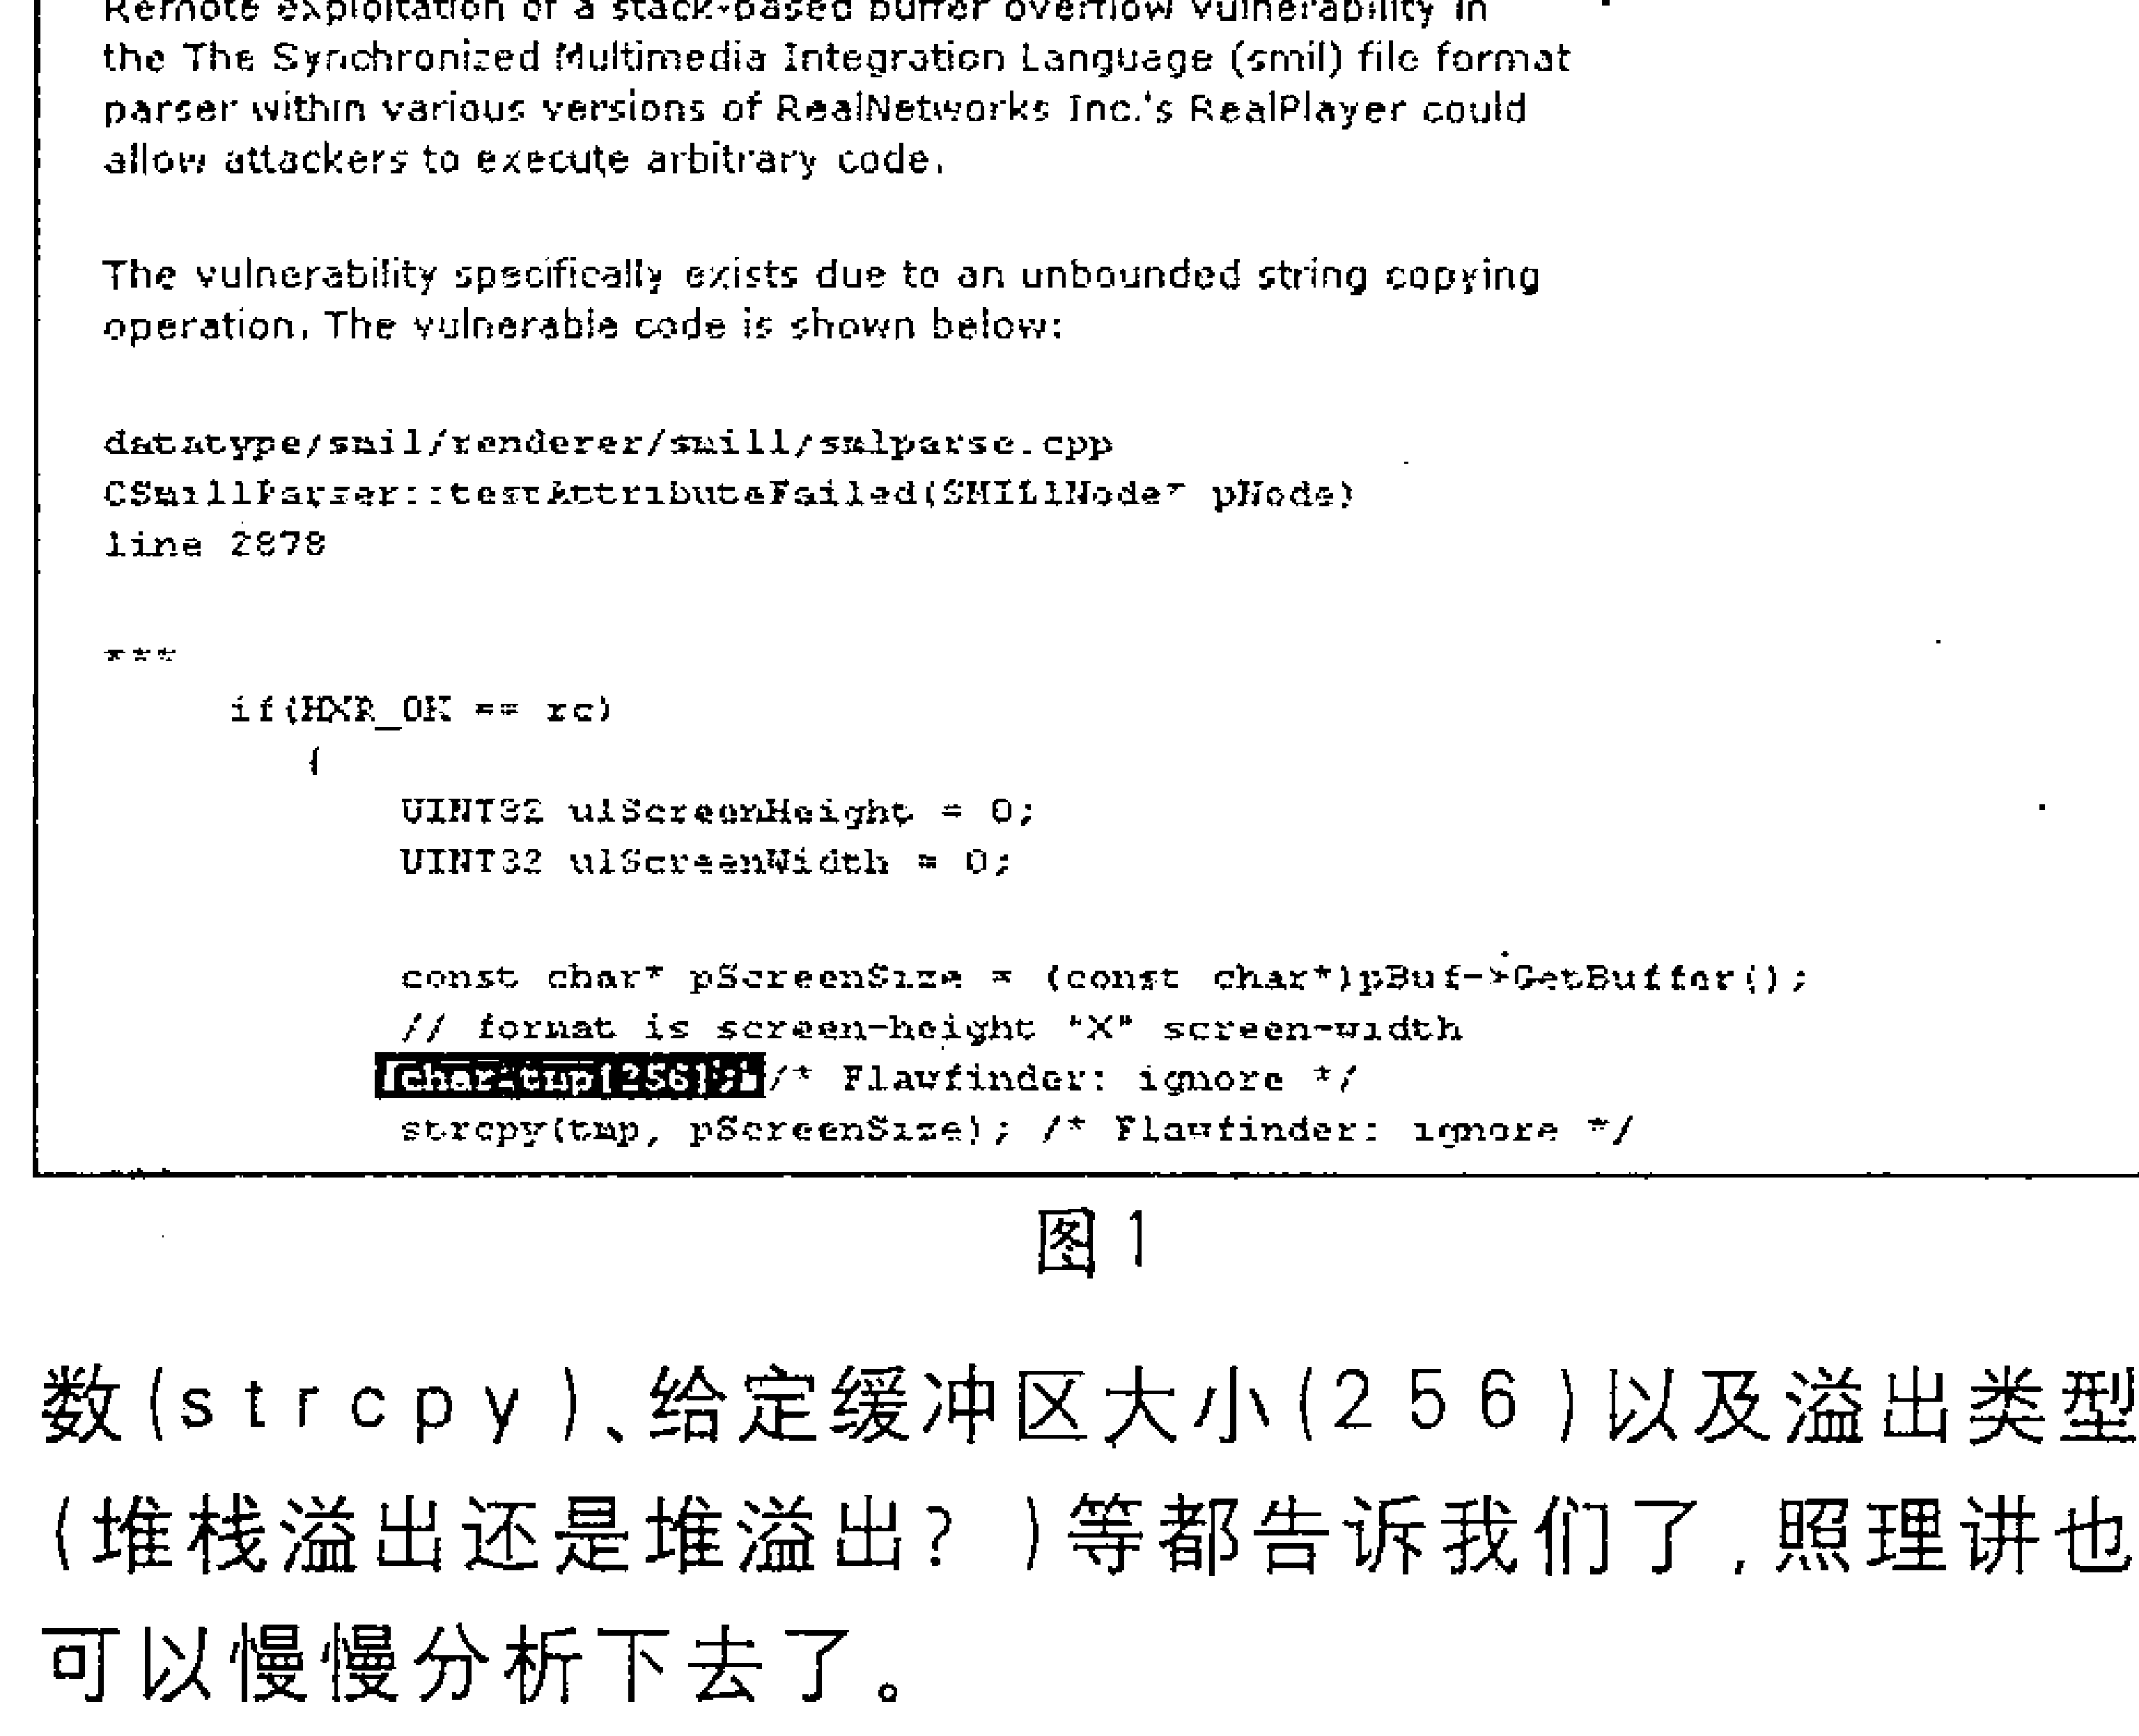 Remote exploitation of a stack-based buffer overflow vulnerability in
the The Synchronized Multimedia Integration Language (smil) file format
parser within various versions of RealNetworks Inc.'s RealPlayer could
allow attackers to execute arbitrary code.
The vulnerability specifically exists due to an unbounded string copying
operation. The vulnerable code is shown below:
datatype/smil/renderer/smil1/smlparse.cpp
CSmil1Parser::testAttributeFailed(SMIL1Node* pNode)
line 2878
***
if(HXR_OK == rc)
{
UINT32 ulScreenHeight = 0;
UINT32 ulScreenWidth = 0;
const char* pScreenSize = (const char*)pBuf->GetBuffer();
// format is screen-height "X" screen-width
char tmp[256]; /* Flawfinder: ignore */
strcpy(tmp, pScreenSize); /* Flawfinder: ignore */
图1
数(strcpy)、给定缓冲区大小(256)以及溢出类型
(堆栈溢出还是堆溢出?)等都告诉我们了,照理讲也
可以慢慢分析下去了。